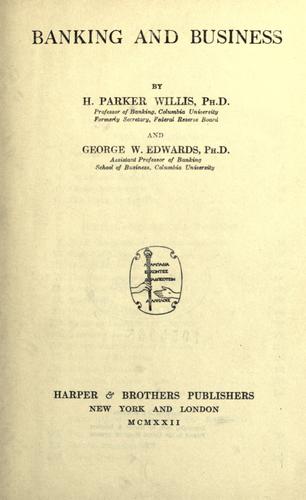 BANKING AND BUSINESS
BY
H. PARKER WILLIS, PH.D.
Professor of Banking, Columbia University
Formerly Secretary, Federal Reserve Board
AND
GEORGE W. EDWARDS, PH.D.
Assistant Professor of Banking
School of Business, Columbia University
HARPER & BROTHERS PUBLISHERS
NEW YORK AND LONDON
MCMXXII